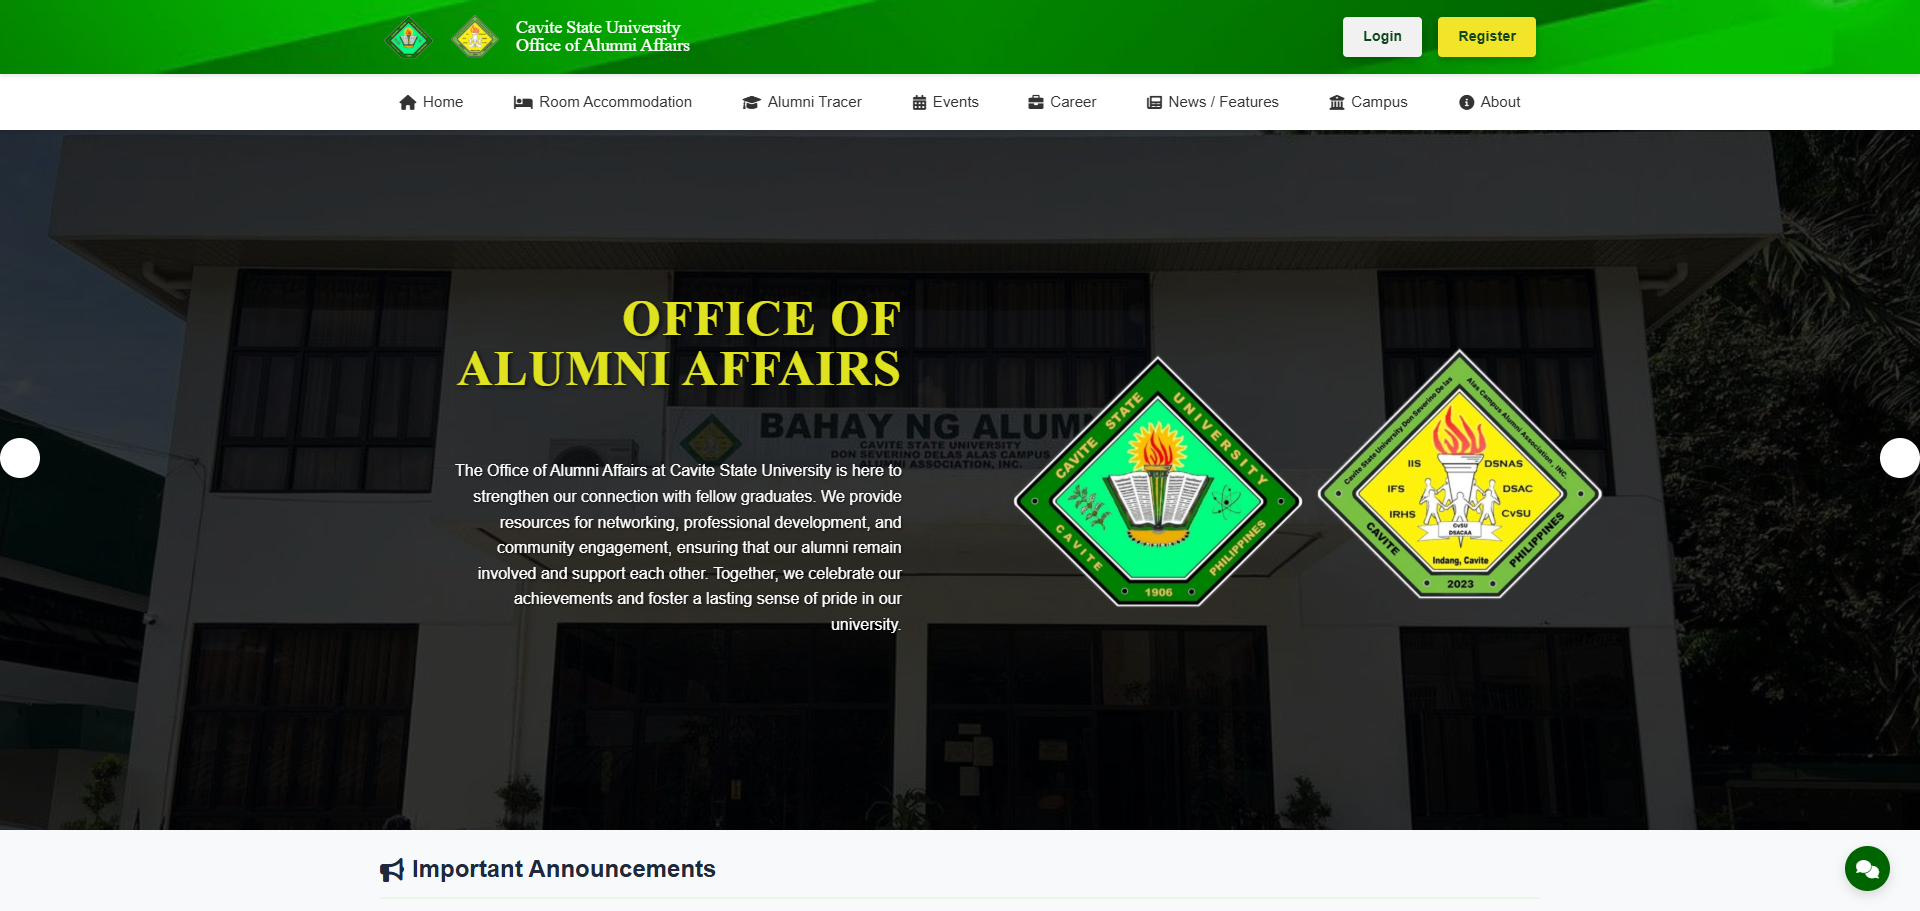 Cavite State University
Office of Alumni Affairs
Login
Register
Home
Room Accommodation
Alumni Tracer
Events
Career
News / Features
Campus
About
OFFICE OF
ALUMNI AFFAIRS
BAHAY NG ALUM
CAVITE STATE UNIVERSITY
DON SEVERINO DELAS ALAS CAMPUS
ALUMNI ASSOCIATION, INC.
The Office of Alumni Affairs at Cavite State University is here to
strengthen our connection with fellow graduates. We provide
resources for networking, professional development, and
community engagement, ensuring that our alumni remain
involved and support each other. Together, we celebrate our
achievements and foster a lasting sense of pride in our
university.
CAVITE STATE UNIVERSITY
CAVITE
PHILIPPINES
1906
Cavite State University Don Severino De las
Alas Campus Alumni Association, INC.
IIS
DSNAS
IFS
DSAC
IRHS
CvSU
CvSU
DSACAA
Indang, Cavite
CAVITE
PHILIPPINES
2023
Important Announcements